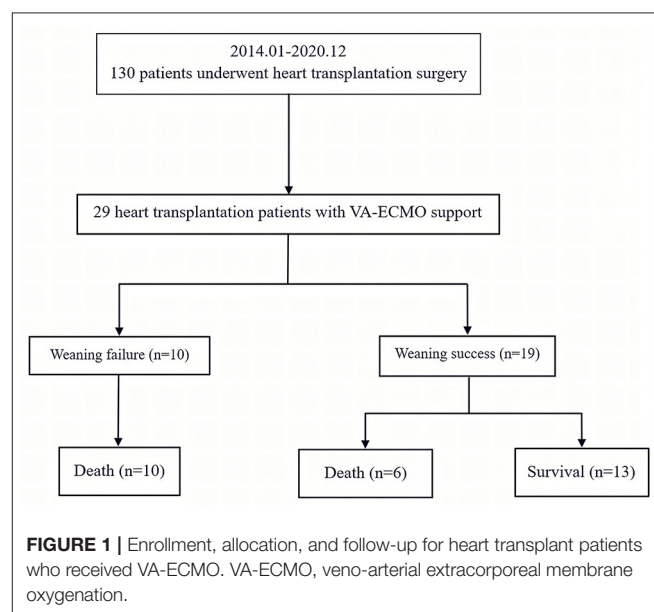 2014.01-2020.12
130 patients underwent heart transplantation surgery
29 heart transplantation patients with VA-ECMO support
Weaning failure (n=10)
Weaning success (n=19)
Death (n=10)
Death (n=6)
Survival (n=13)
FIGURE 1 | Enrollment, allocation, and follow-up for heart transplant patients
who received VA-ECMO. VA-ECMO, veno-arterial extracorporeal membrane
oxygenation.